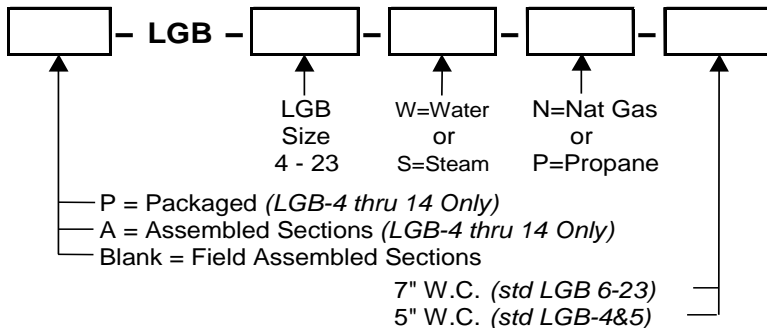 – LGB – – – –
LGB
Size
4 - 23
W=Water
or
S=Steam
N=Nat Gas
or
P=Propane
P = Packaged (LGB-4 thru 14 Only)
A = Assembled Sections (LGB-4 thru 14 Only)
Blank = Field Assembled Sections
7" W.C. (std LGB 6-23)
5" W.C. (std LGB-4&5)